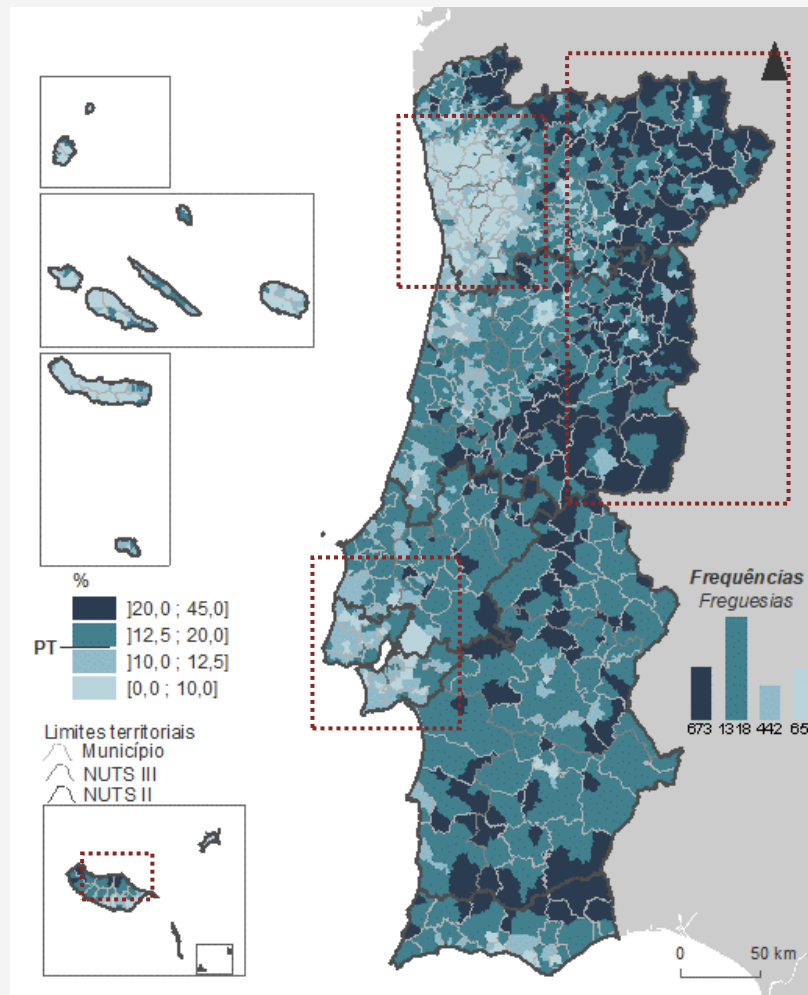 %
]20,0 ; 45,0]
]12,5 ; 20,0]
PT
]10,0 ; 12,5]
[0,0 ; 10,0]
Limites territoriais
Município
NUTS III
NUTS II
Frequências
Freguesias
673 1318 442 65
0 50 km